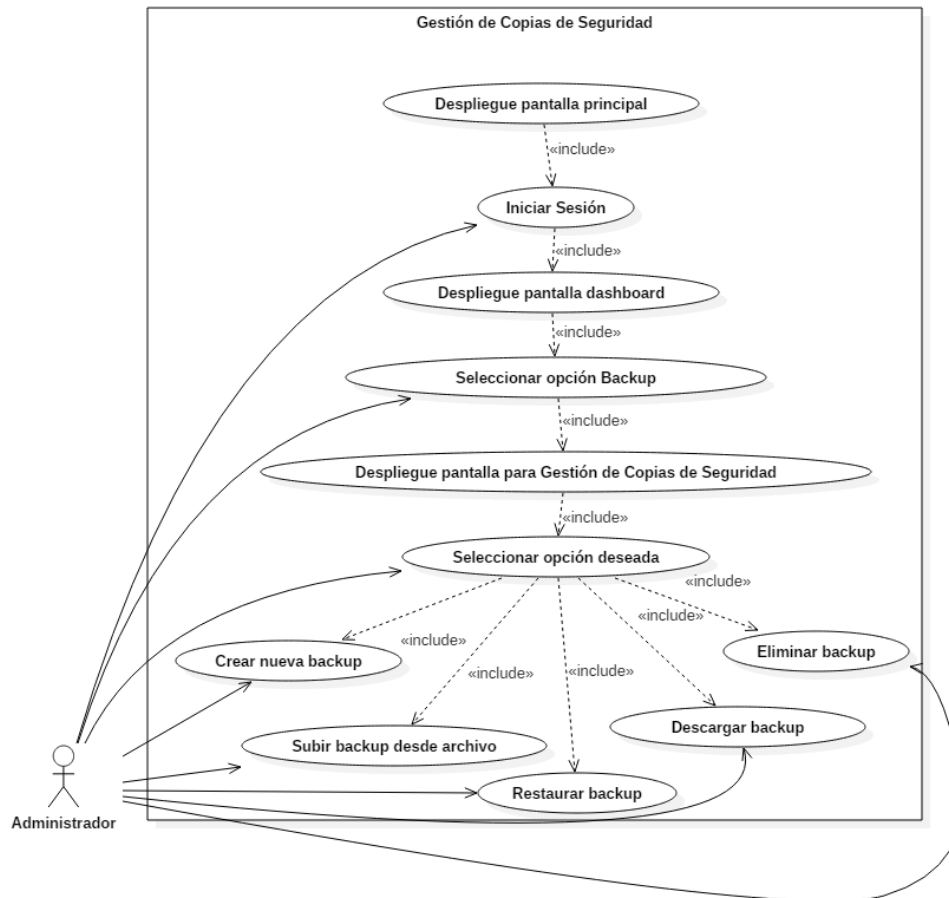 Gestión de Copias de Seguridad
Despliegue pantalla principal
«include»
Iniciar Sesión
«include»
Despliegue pantalla dashboard
«include»
Seleccionar opción Backup
«include»
Despliegue pantalla para Gestión de Copias de Seguridad
«include»
Seleccionar opción deseada
«include»
«include»
«include»
«include»
«include»
Crear nueva backup
Eliminar backup
Subir backup desde archivo
Descargar backup
Restaurar backup
Administrador